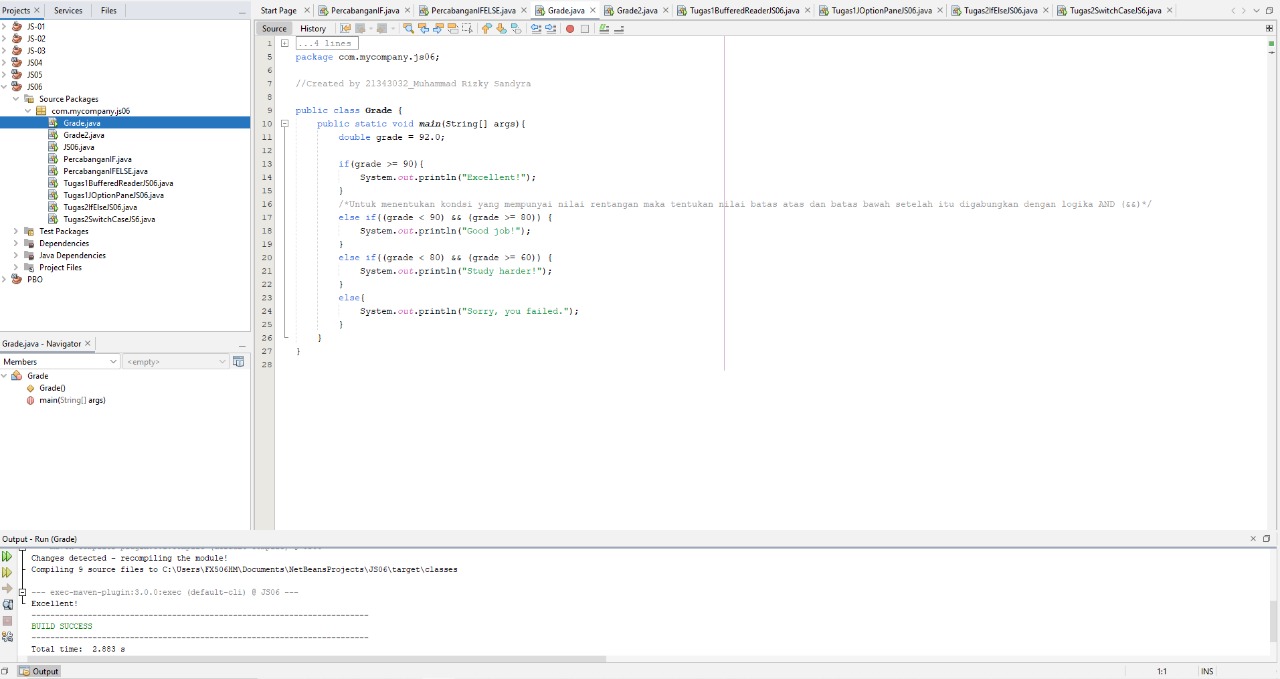 Projects
Services
Files
JS-01
JS-02
JS-03
JS04
JS05
JS06
Source Packages
com.mycompany.js06
Grade.java
Grade2.java
JS06.java
PercabanganIF.java
PercabanganIFELSE.java
Tugas1BufferedReaderJS06.java
Tugas1JOptionPaneJS06.java
Tugas2IfElseJS06.java
Tugas2SwitchCaseJS6.java
Test Packages
Dependencies
Java Dependencies
Project Files
PBO
Grade.java - Navigator
Members
<empty>
Grade
Grade()
main(String[] args)
Start Page
PercabanganIF.java
PercabanganIFELSE.java
Grade.java
Grade2.java
Tugas1BufferedReaderJS06.java
Tugas1JOptionPaneJS06.java
Tugas2IfElseJS06.java
Tugas2SwitchCaseJS6.java
Source
History
1 ...4 lines
5 package com.mycompany.js06;
6
7 //Created by 21343032_Muhammad Rizky Sandyra
8
9 public class Grade {
10 public static void main(String[] args){
11 double grade = 92.0;
12
13 if(grade >= 90){
14 System.out.println("Excellent!");
15 }
16 /*Untuk menentukan kondsi yang mempunyai nilai rentangan maka tentukan nilai batas atas dan batas bawah setelah itu digabungkan dengan logika AND (&&)*/
17 else if((grade < 90) && (grade >= 80)) {
18 System.out.println("Good job!");
19 }
20 else if((grade < 80) && (grade >= 60)) {
21 System.out.println("Study harder!");
22 }
23 else{
24 System.out.println("Sorry, you failed.");
25 }
26 }
27 }
28
Output - Run (Grade)
Changes detected - recompiling the module!
Compiling 9 source files to C:\Users\FX506HM\Documents\NetBeansProjects\JS06\target\classes
--- exec-maven-plugin:3.0.0:exec (default-cli) @ JS06 ---
Excellent!
------------------------------------------------------------------------
BUILD SUCCESS
------------------------------------------------------------------------
Total time: 2.883 s
Output
1:1
INS